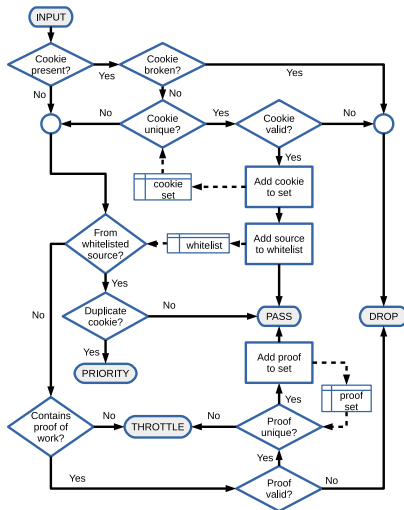 INPUT
Cookie
present?
Yes
Cookie
broken?
Yes
No
No
No
Cookie
unique?
Yes
Cookie
valid?
No
Yes
cookie
set
Add cookie
to set
From
whitelisted
source?
whitelist
Add source
to whitelist
Yes
No
Duplicate
cookie?
No
PASS
DROP
Yes
PRIORITY
Add proof
to set
proof
set
Yes
Contains
proof of
work?
No
THROTTLE
No
Proof
unique?
Yes
Yes
Proof
valid?
No